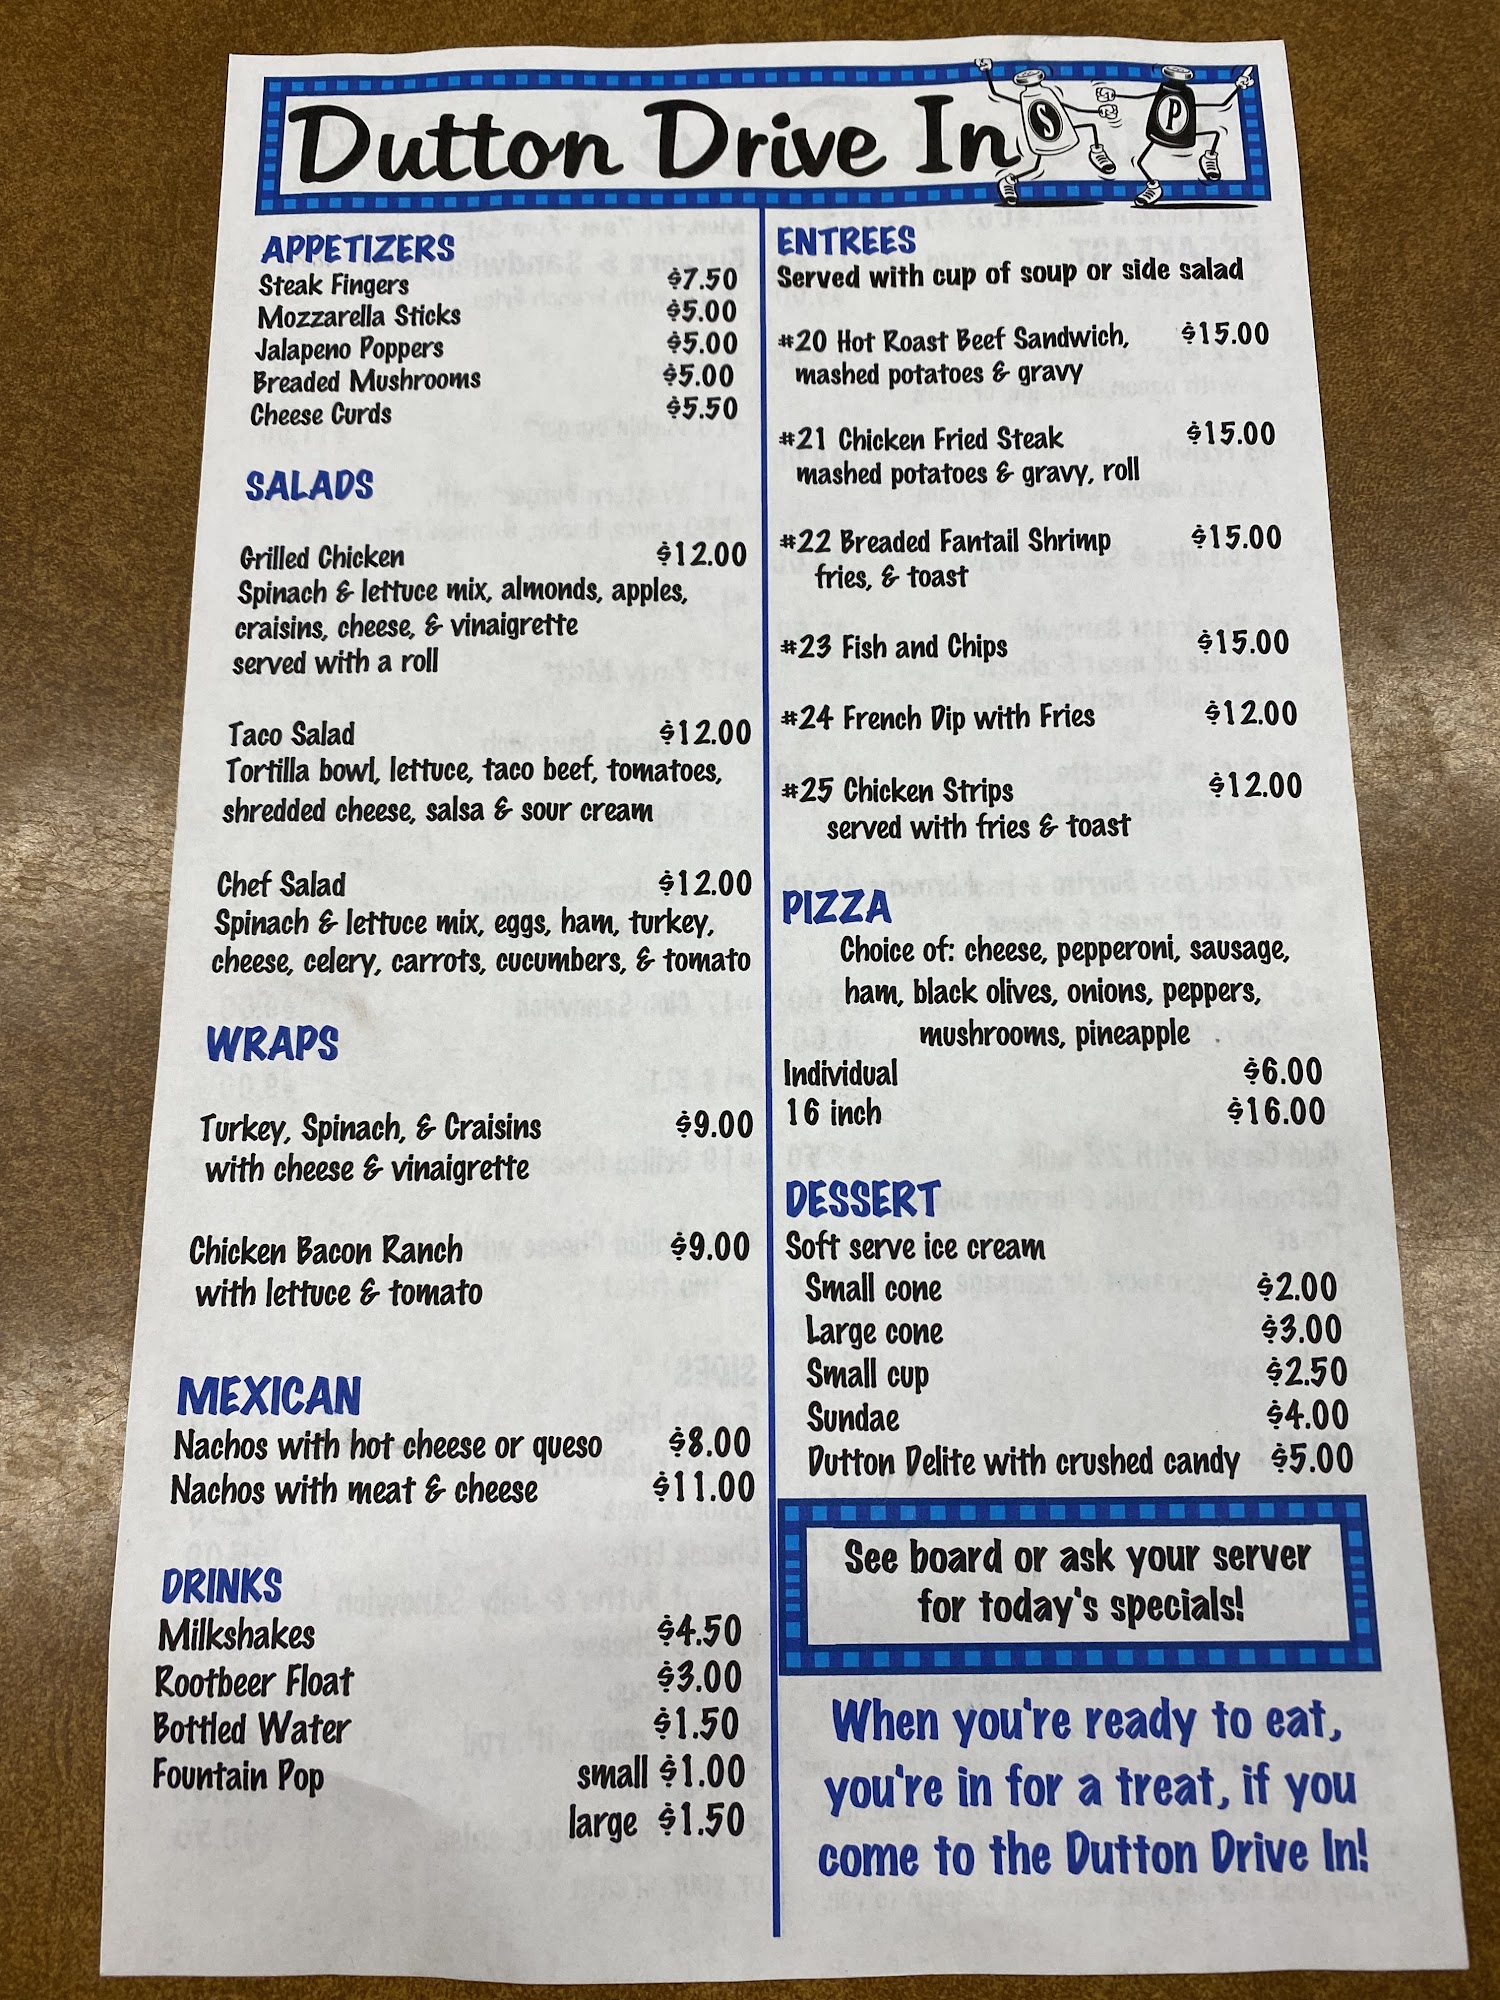 Dutton Drive In
S
P
APPETIZERS
Steak Fingers $7.50
Mozzarella Sticks $5.00
Jalapeno Poppers $5.00
Breaded Mushrooms $5.00
Cheese Curds $5.50
SALADS
Grilled Chicken $12.00
Spinach & lettuce mix, almonds, apples,
craisins, cheese, & vinaigrette
served with a roll
Taco Salad $12.00
Tortilla bowl, lettuce, taco beef, tomatoes,
shredded cheese, salsa & sour cream
Chef Salad $12.00
Spinach & lettuce mix, eggs, ham, turkey,
cheese, celery, carrots, cucumbers, & tomato
WRAPS
Turkey, Spinach, & Craisins $9.00
with cheese & vinaigrette
Chicken Bacon Ranch $9.00
with lettuce & tomato
MEXICAN
Nachos with hot cheese or queso $8.00
Nachos with meat & cheese $11.00
DRINKS
Milkshakes $4.50
Rootbeer Float $3.00
Bottled Water $1.50
Fountain Pop small $1.00
large $1.50
ENTREES
Served with cup of soup or side salad
#20 Hot Roast Beef Sandwich, $15.00
mashed potatoes & gravy
#21 Chicken Fried Steak $15.00
mashed potatoes & gravy, roll
#22 Breaded Fantail Shrimp $15.00
fries, & toast
#23 Fish and Chips $15.00
#24 French Dip with Fries $12.00
#25 Chicken Strips $12.00
served with fries & toast
PIZZA
Choice of: cheese, pepperoni, sausage,
ham, black olives, onions, peppers,
mushrooms, pineapple
Individual $6.00
16 inch $16.00
DESSERT
Soft serve ice cream
Small cone $2.00
Large cone $3.00
Small cup $2.50
Sundae $4.00
Dutton Delite with crushed candy $5.00
See board or ask your server
for today's specials!
When you're ready to eat,
you're in for a treat, if you
come to the Dutton Drive In!